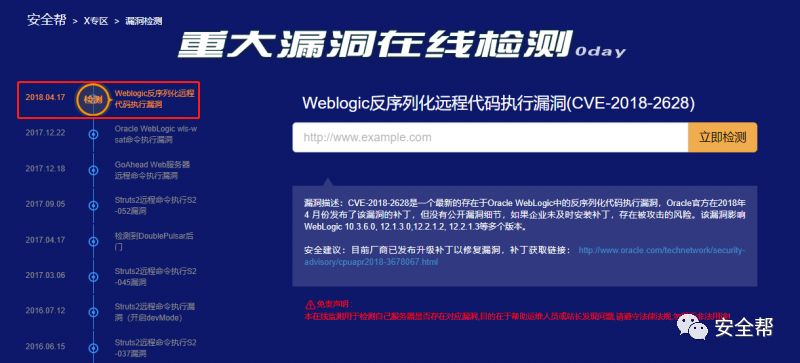 安全帮 > X专区 > 漏洞检测
重大漏洞在线检测 0day
2018.04.17
检测
Weblogic反序列化远程
代码执行漏洞
2017.12.22
Oracle WebLogic wls-w
sat命令执行漏洞
2017.12.18
GoAhead Web服务器
远程命令执行漏洞
2017.09.05
Struts2远程命令执行S2
-052漏洞
2017.04.17
检测到DoublePulsar后
门
2017.03.06
Struts2远程命令执行S2
-045漏洞
2016.07.12
Struts2远程命令执行漏
洞（开启devMode）
2016.06.15
Struts2远程命令执行S2
-037漏洞
Weblogic反序列化远程代码执行漏洞(CVE-2018-2628)
http://www.example.com
立即检测
漏洞描述：CVE-2018-2628是一个最新的存在于Oracle WebLogic中的反序列化代码执行漏洞，Oracle官方在2018年
4 月份发布了该漏洞的补丁，但没有公开漏洞细节，如果企业未及时安装补丁，存在被攻击的风险。该漏洞影响
WebLogic 10.3.6.0, 12.1.3.0,12.2.1.2, 12.2.1.3等多个版本。
安全建议：目前厂商已发布升级补丁以修复漏洞，补丁获取链接： http://www.oracle.com/technetwork/security-
advisory/cpuapr2018-3678067.html
免责声明：
本在线监测用于检测自己服务器是否存在对应漏洞,目的在于帮助运维人员或站长发现问题,请遵守法律法规
安全帮